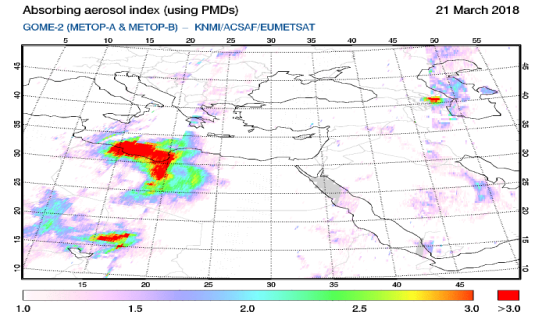 Absorbing aerosol index (using PMDs) 21 March 2018
GOME-2 (METOP-A & METOP-B) – KNMI/ACSAF/EUMETSAT
5 10 15 20 25 30 35 40 45 50 55
45 45
40 40
35 35
30 30
25 25
20 20
15 15
10 10
15 20 25 30 35 40 45
1.0 1.5 2.0 2.5 3.0 >3.0